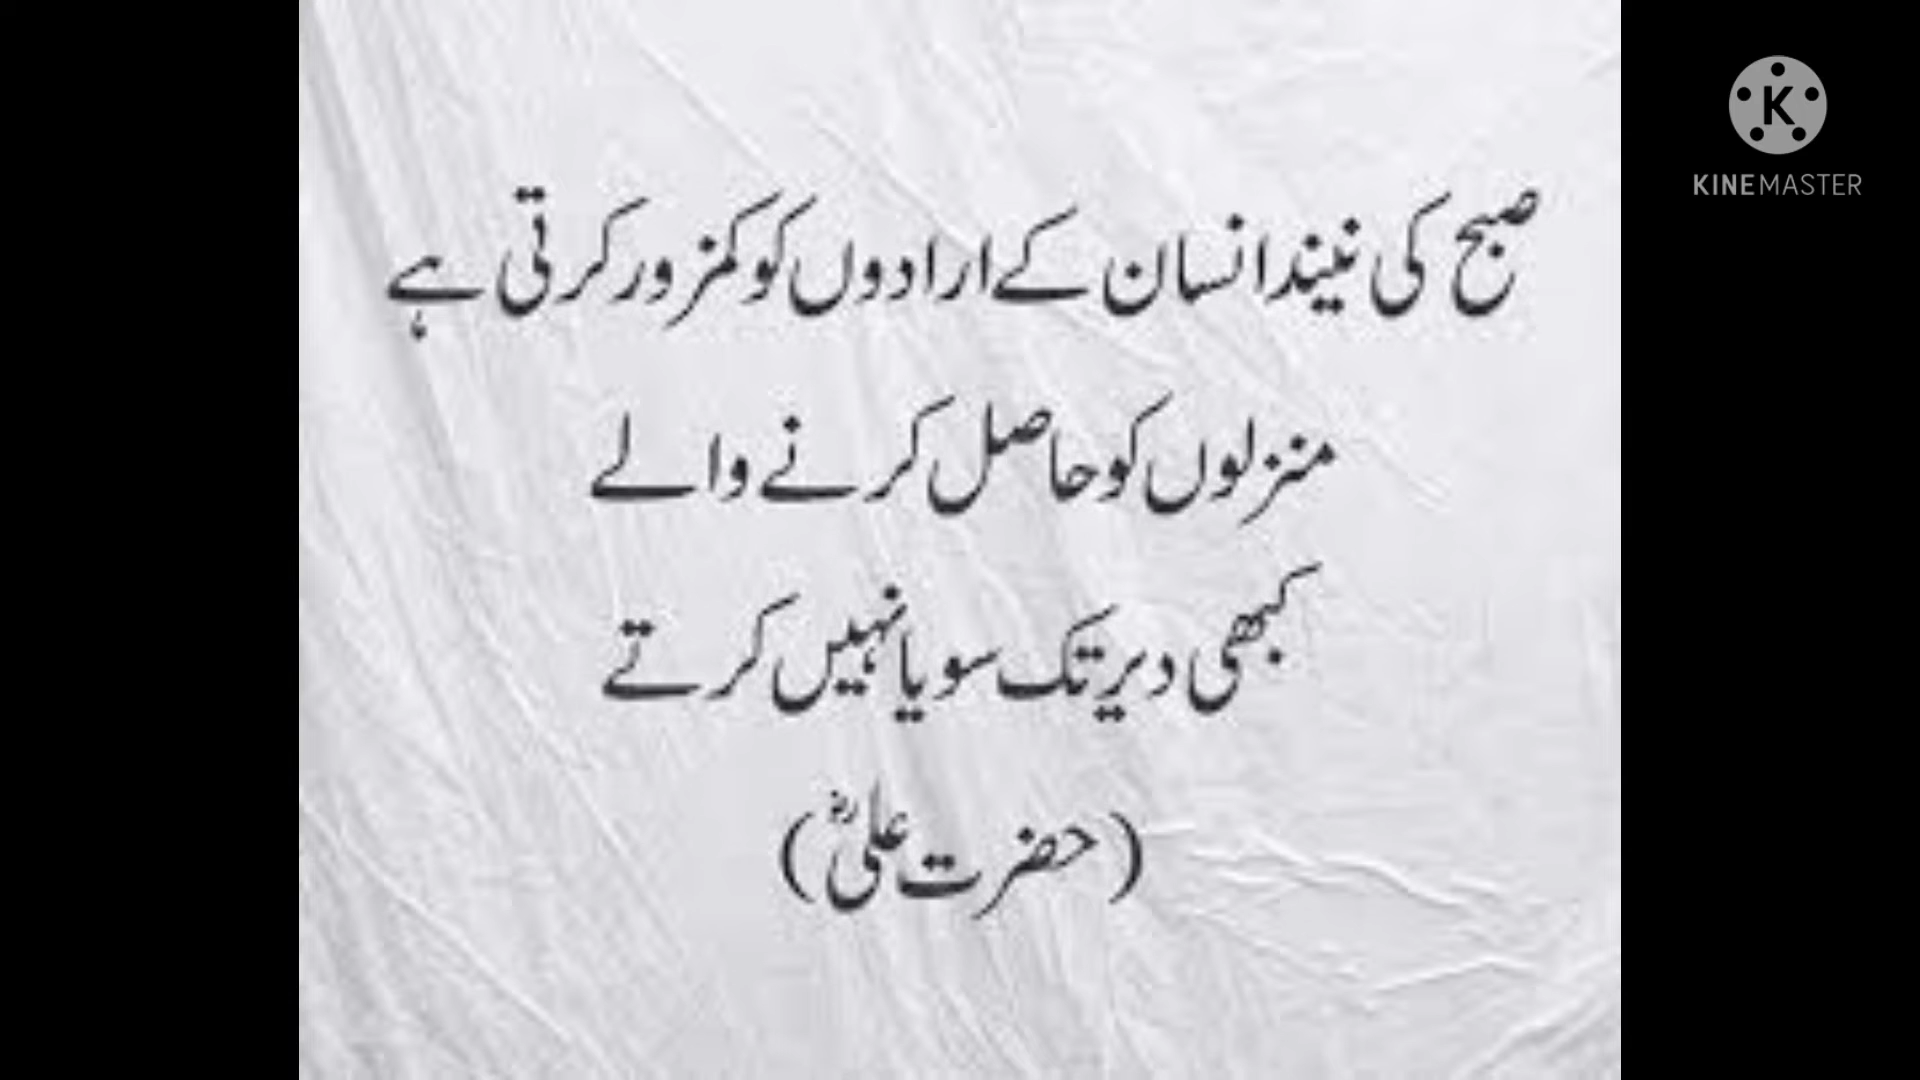 صبح کی نیند انسان کے ارادوں کو کمزور کرتی ہے
منزلوں کو حاصل کرنے والے
کبھی دیر تک سویا نہیں کرتے
(حضرت علیؓ)
KINEMASTER